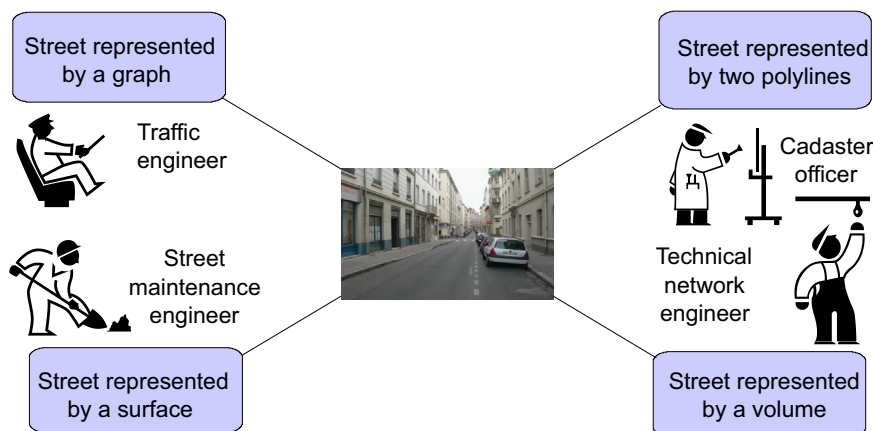 Street represented
by a graph
Street represented
by two polylines
Traffic
engineer
Cadaster
officer
Street
maintenance
engineer
Technical
network
engineer
Street represented
by a surface
Street represented
by a volume